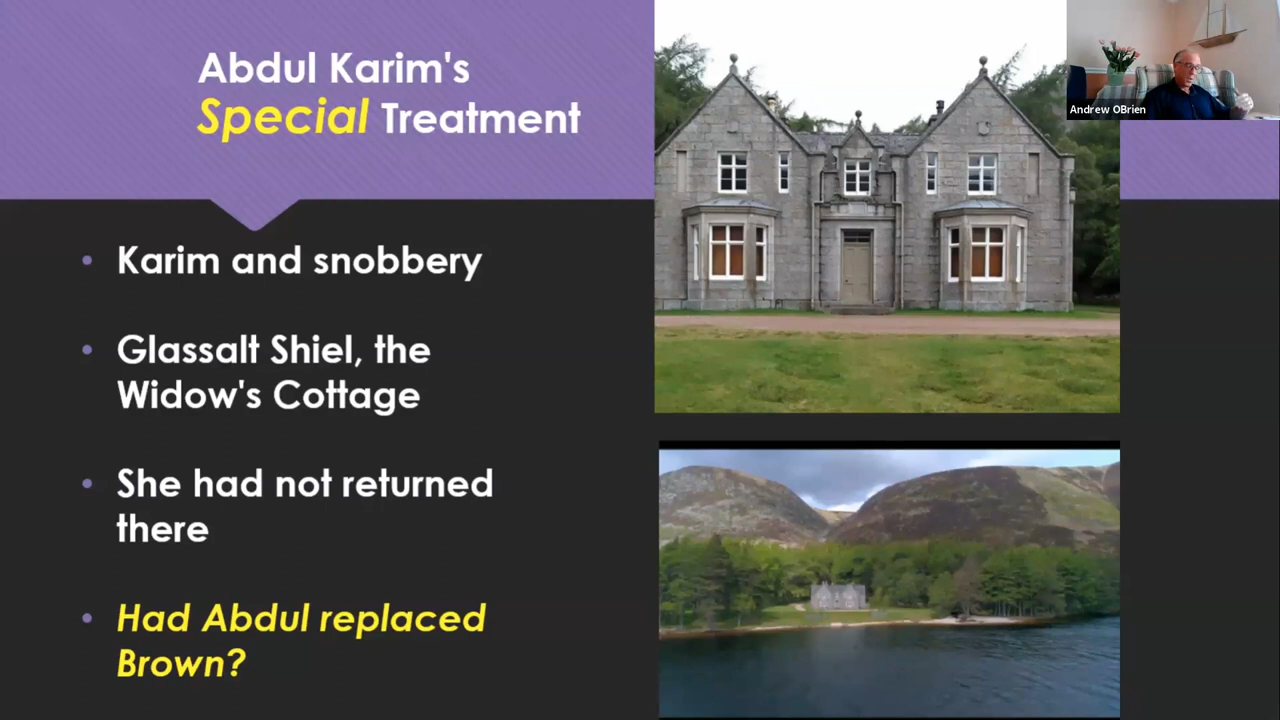 Abdul Karim's
Special Treatment
Andrew OBrien
• Karim and snobbery
• Glassalt Shiel, the
Widow's Cottage
• She had not returned
there
• Had Abdul replaced
Brown?